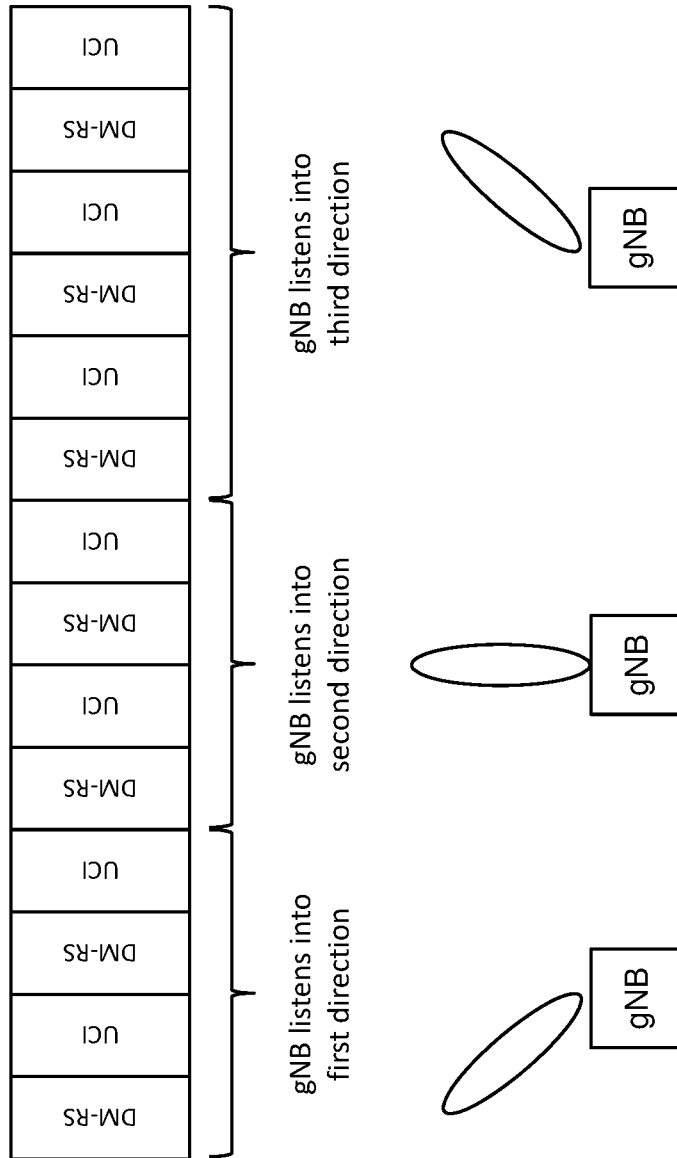 DM-RS
UCI
DM-RS
UCI
DM-RS
UCI
DM-RS
UCI
DM-RS
UCI
DM-RS
UCI
DM-RS
UCI
gNB listens into
first direction
gNB listens into
second direction
gNB listens into
third direction
gNB
gNB
gNB